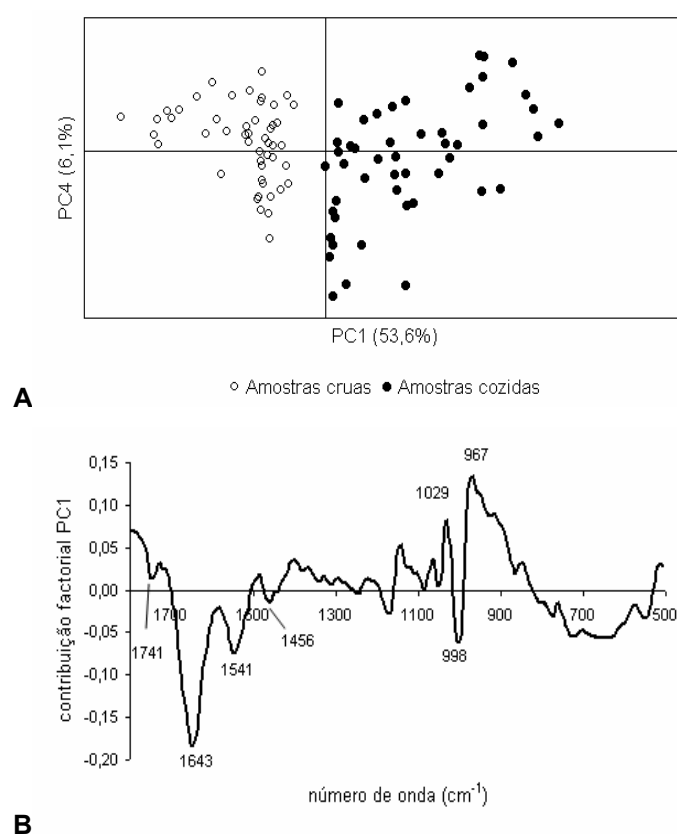 PC4 (6,1%)
PC1 (53,6%)
○ Amostras cruas ● Amostras cozidas
A
contribuição factorial PC1
0,15
0,10
0,05
0,00
-0,05
-0,10
-0,15
-0,20
967
1029
1700 1500 1300 1100 900 700 500
1741
1541
1456
998
1643
número de onda (cm-1)
B